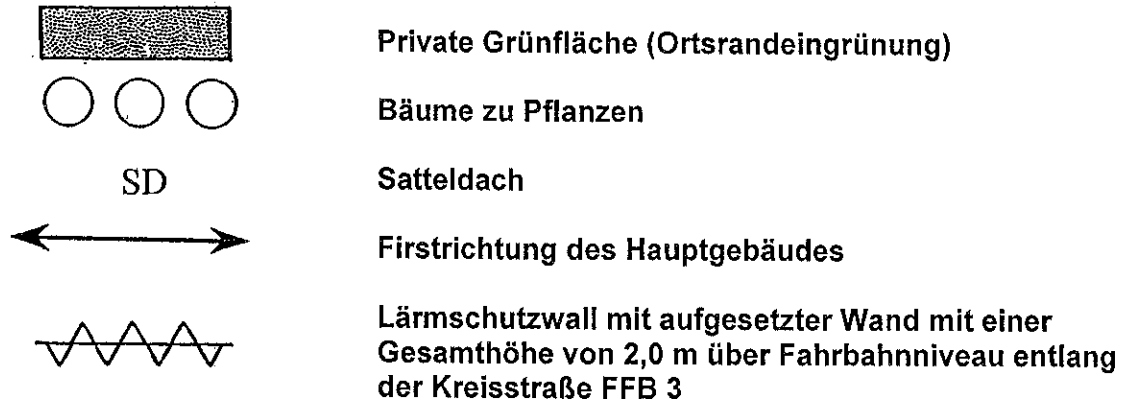 Private Grünfläche (Ortsrandeingrünung)
Bäume zu Pflanzen
SD Satteldach
Firstrichtung des Hauptgebäudes
Lärmschutzwall mit aufgesetzter Wand mit einer
Gesamthöhe von 2,0 m über Fahrbahnniveau entlang
der Kreisstraße FFB 3